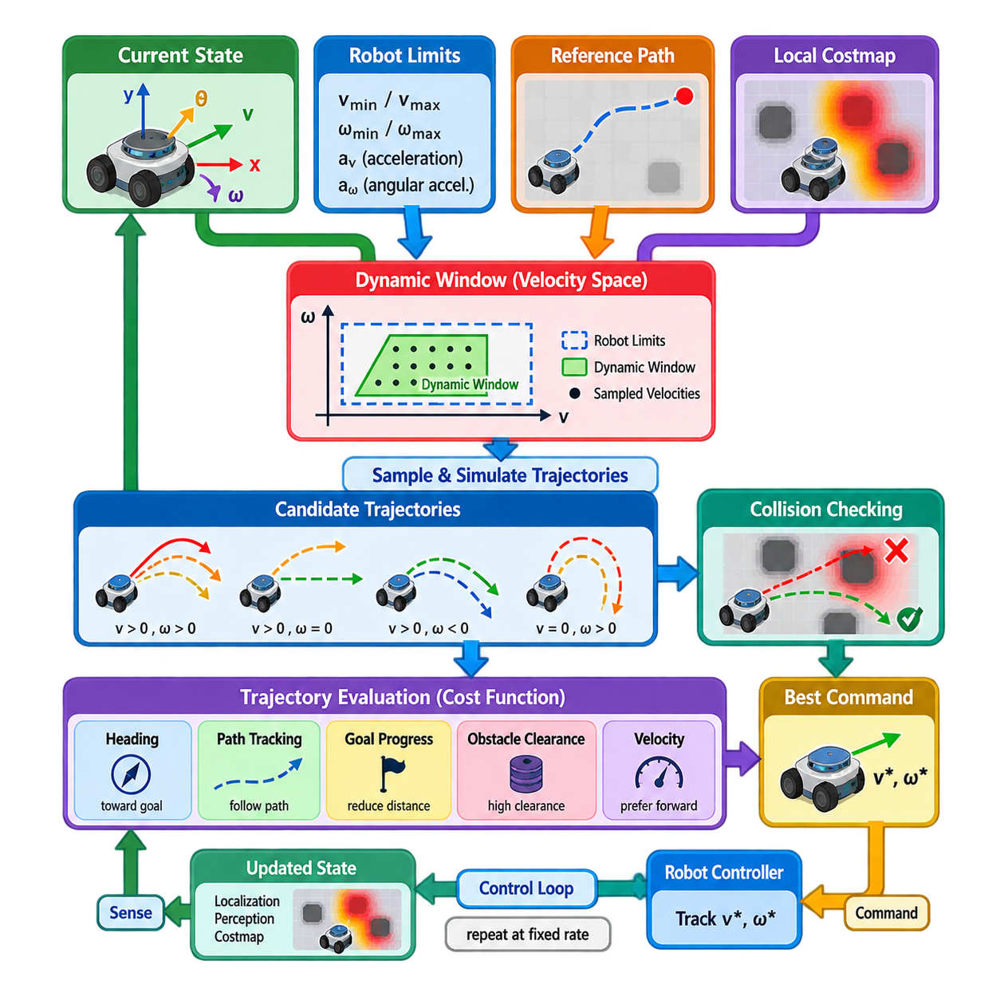 Current State
y
θ
v
x
ω
Robot Limits
vmin / vmax
ωmin / ωmax
av (acceleration)
aω (angular accel.)
Reference Path
Local Costmap
Dynamic Window (Velocity Space)
ω
v
Dynamic Window
Robot Limits
Dynamic Window
Sampled Velocities
Sample & Simulate Trajectories
Candidate Trajectories
v > 0 , ω > 0
v > 0 , ω = 0
v > 0 , ω < 0
v = 0 , ω > 0
Collision Checking
Trajectory Evaluation (Cost Function)
Heading
toward goal
Path Tracking
follow path
Goal Progress
reduce distance
Obstacle Clearance
high clearance
Velocity
prefer forward
Best Command
v*, ω*
Sense
Updated State
Localization
Perception
Costmap
Control Loop
repeat at fixed rate
Robot Controller
Track v*, ω*
Command